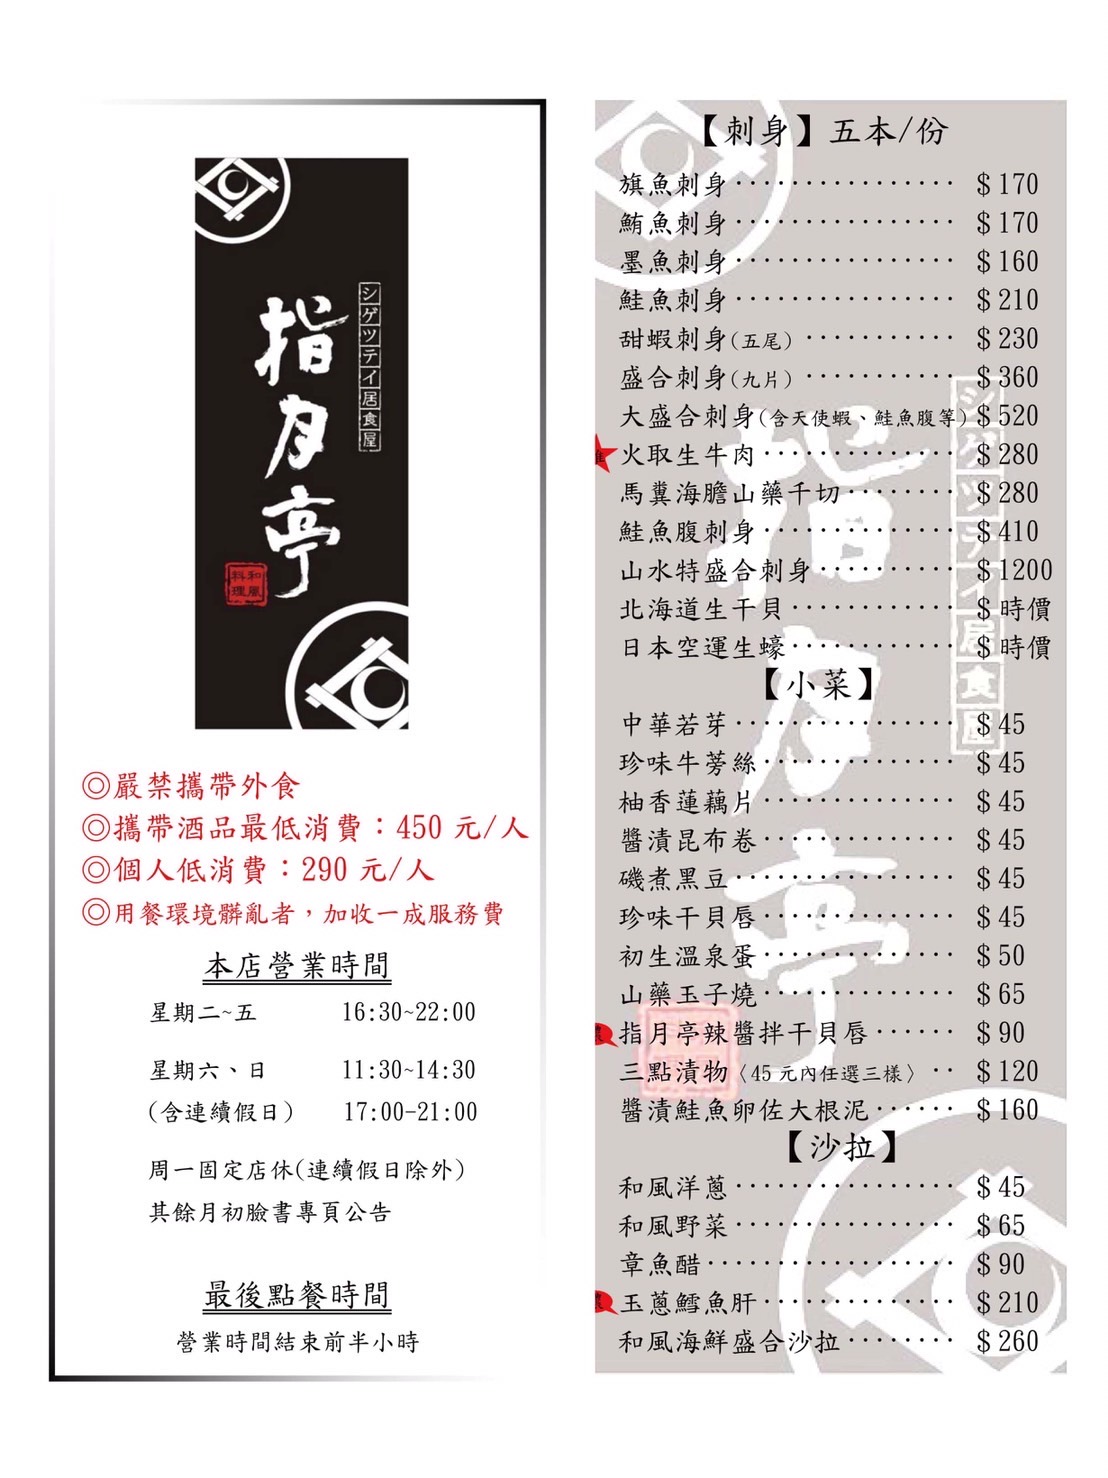 指月亭
シゲツテイ居食屋
和風料理
◎嚴禁攜帶外食
◎攜帶酒品最低消費：450 元/人
◎個人低消費：290 元/人
◎用餐環境髒亂者，加收一成服務費
本店營業時間
星期二~五 16:30~22:00
星期六、日 11:30~14:30
(含連續假日) 17:00-21:00
周一固定店休(連續假日除外)
其餘月初臉書專頁公告
最後點餐時間
營業時間結束前半小時
【刺身】五本/份
旗魚刺身················ $170
鮪魚刺身················ $170
墨魚刺身················ $160
鮭魚刺身················ $210
甜蝦刺身(五尾)··········· $230
盛合刺身(九片)··········· $360
大盛合刺身(含天使蝦、鮭魚腹等) $520
火取生牛肉·············· $280
馬糞海膽山藥千切········ $280
鮭魚腹刺身·············· $410
山水特盛合刺身·········· $1200
北海道生干貝············ $時價
日本空運生蠔············ $時價
【小菜】
中華若芽················ $45
珍味牛蒡絲·············· $45
柚香蓮藕片·············· $45
醬漬昆布卷·············· $45
磯煮黑豆················ $45
珍味干貝唇·············· $45
初生溫泉蛋·············· $50
山藥玉子燒·············· $65
指月亭辣醬拌干貝唇······ $90
三點漬物〈45 元內任選三樣〉·· $120
醬漬鮭魚卵佐大根泥······ $160
【沙拉】
和風洋蔥················ $45
和風野菜················ $65
章魚醋·················· $90
玉蔥鱈魚肝·············· $210
和風海鮮盛合沙拉········ $260